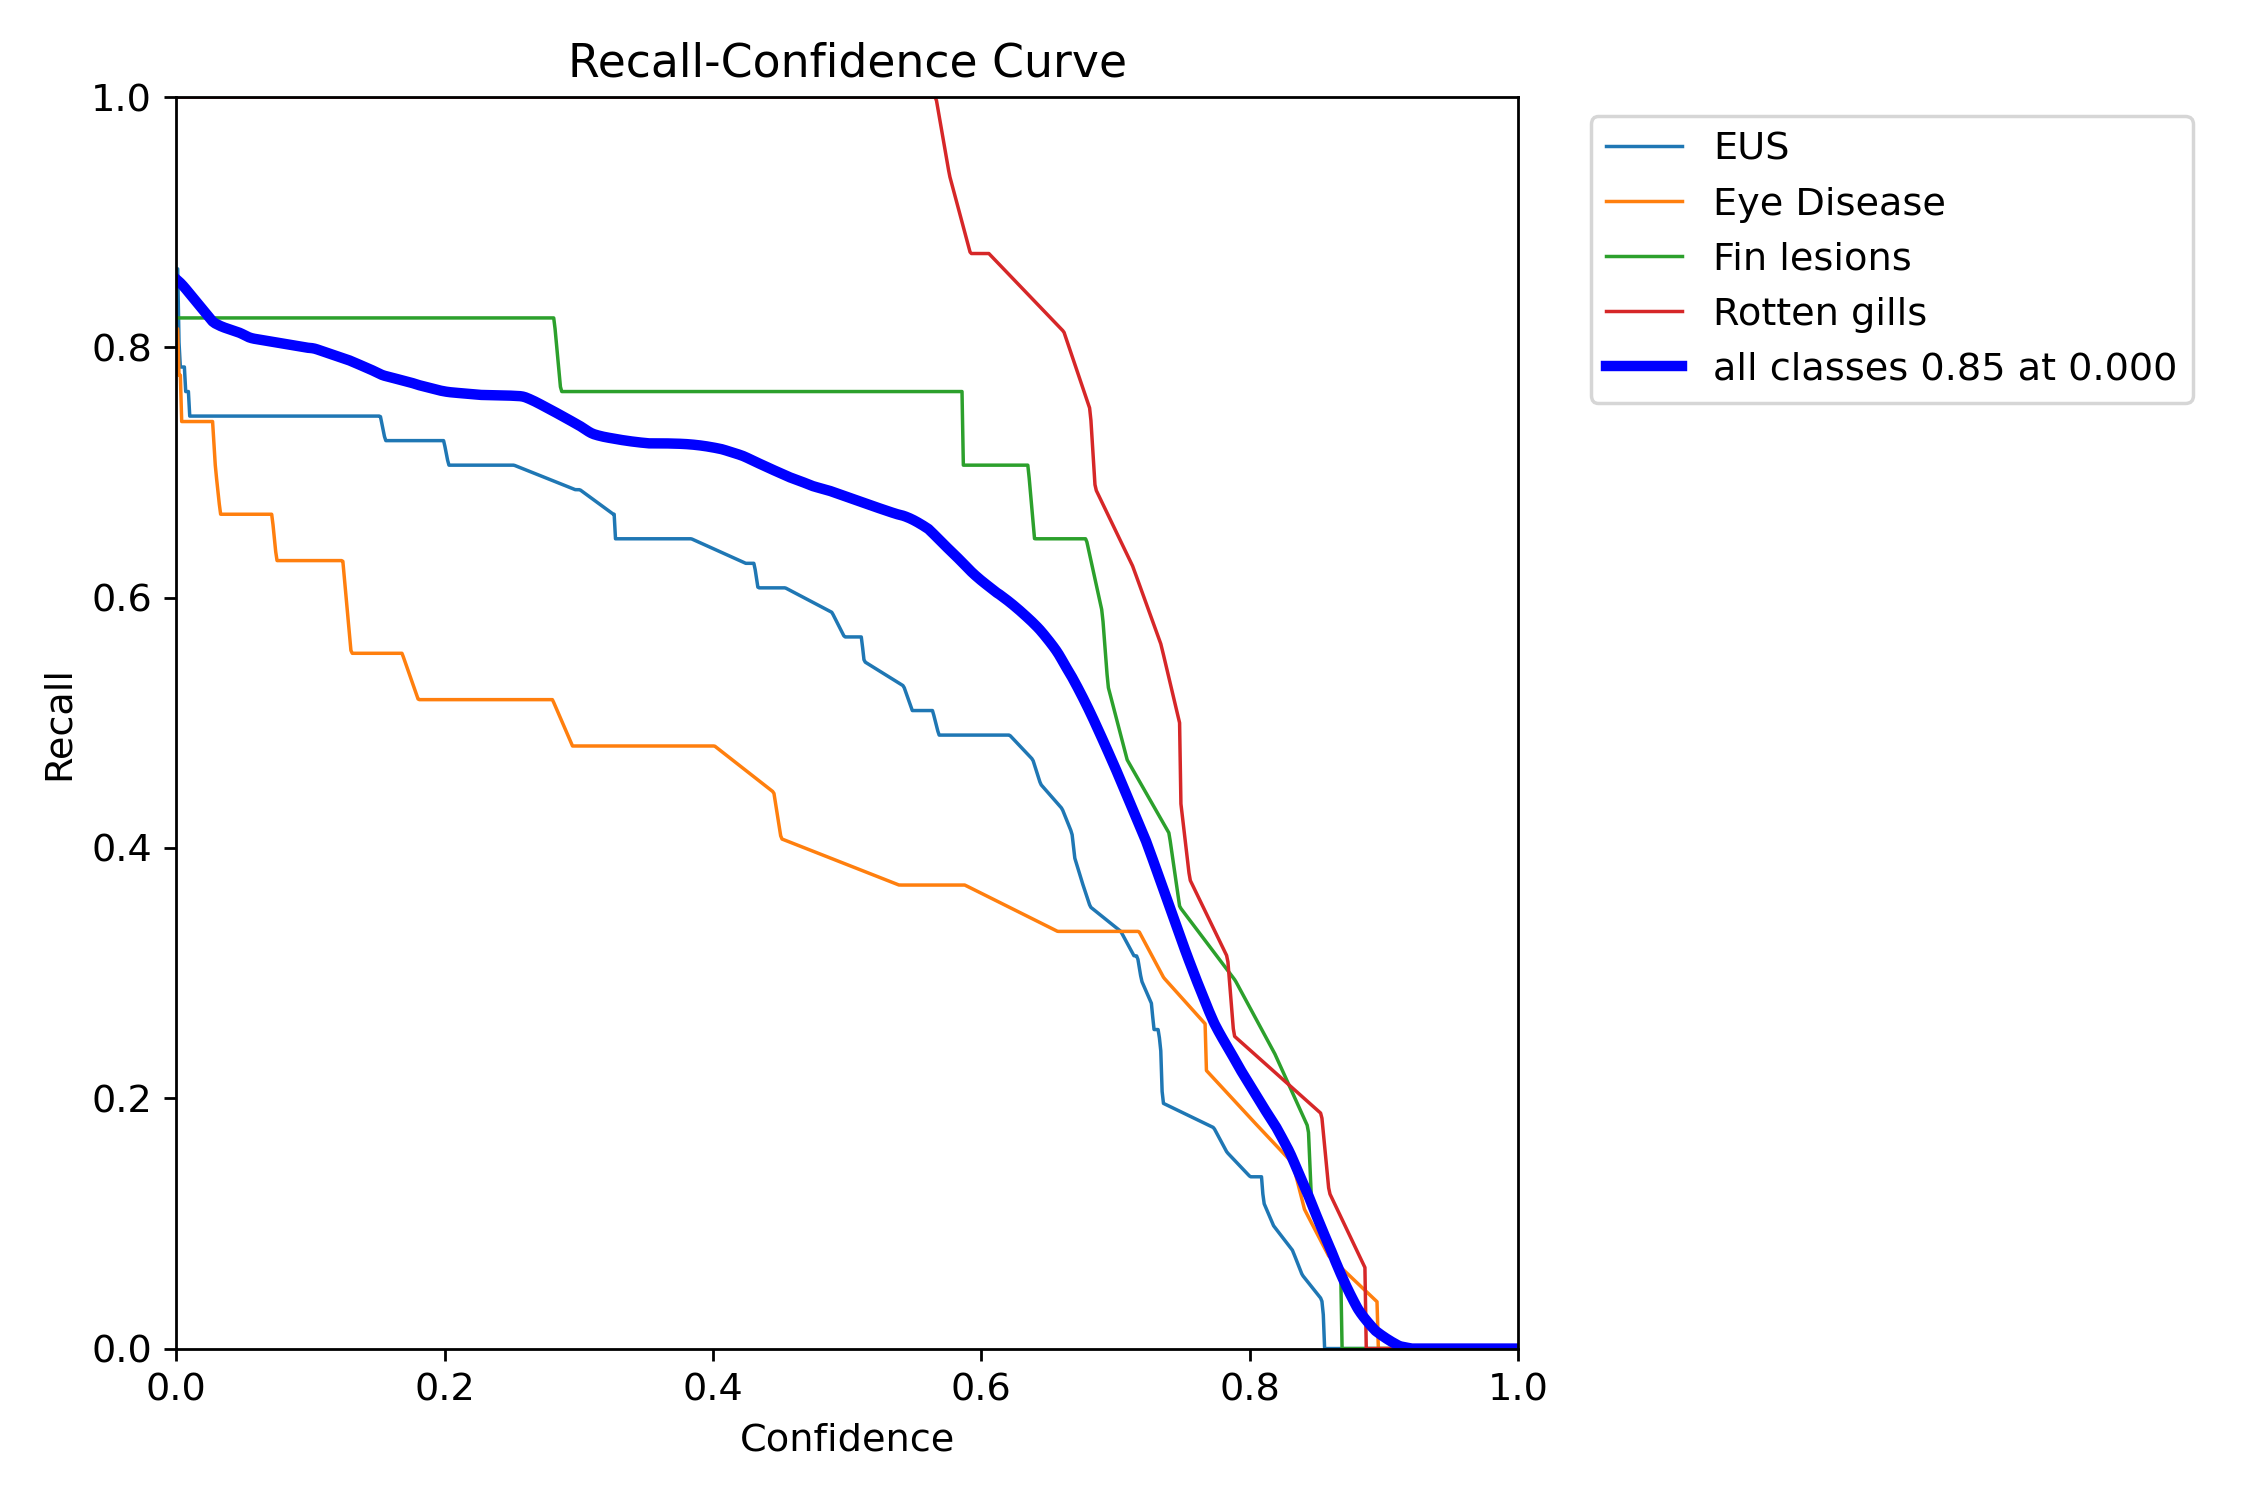 Recall-Confidence Curve
1.0
0.8
0.6
0.4
0.2
0.0
Recall
0.0 0.2 0.4 0.6 0.8 1.0
Confidence
EUS
Eye Disease
Fin lesions
Rotten gills
all classes 0.85 at 0.000